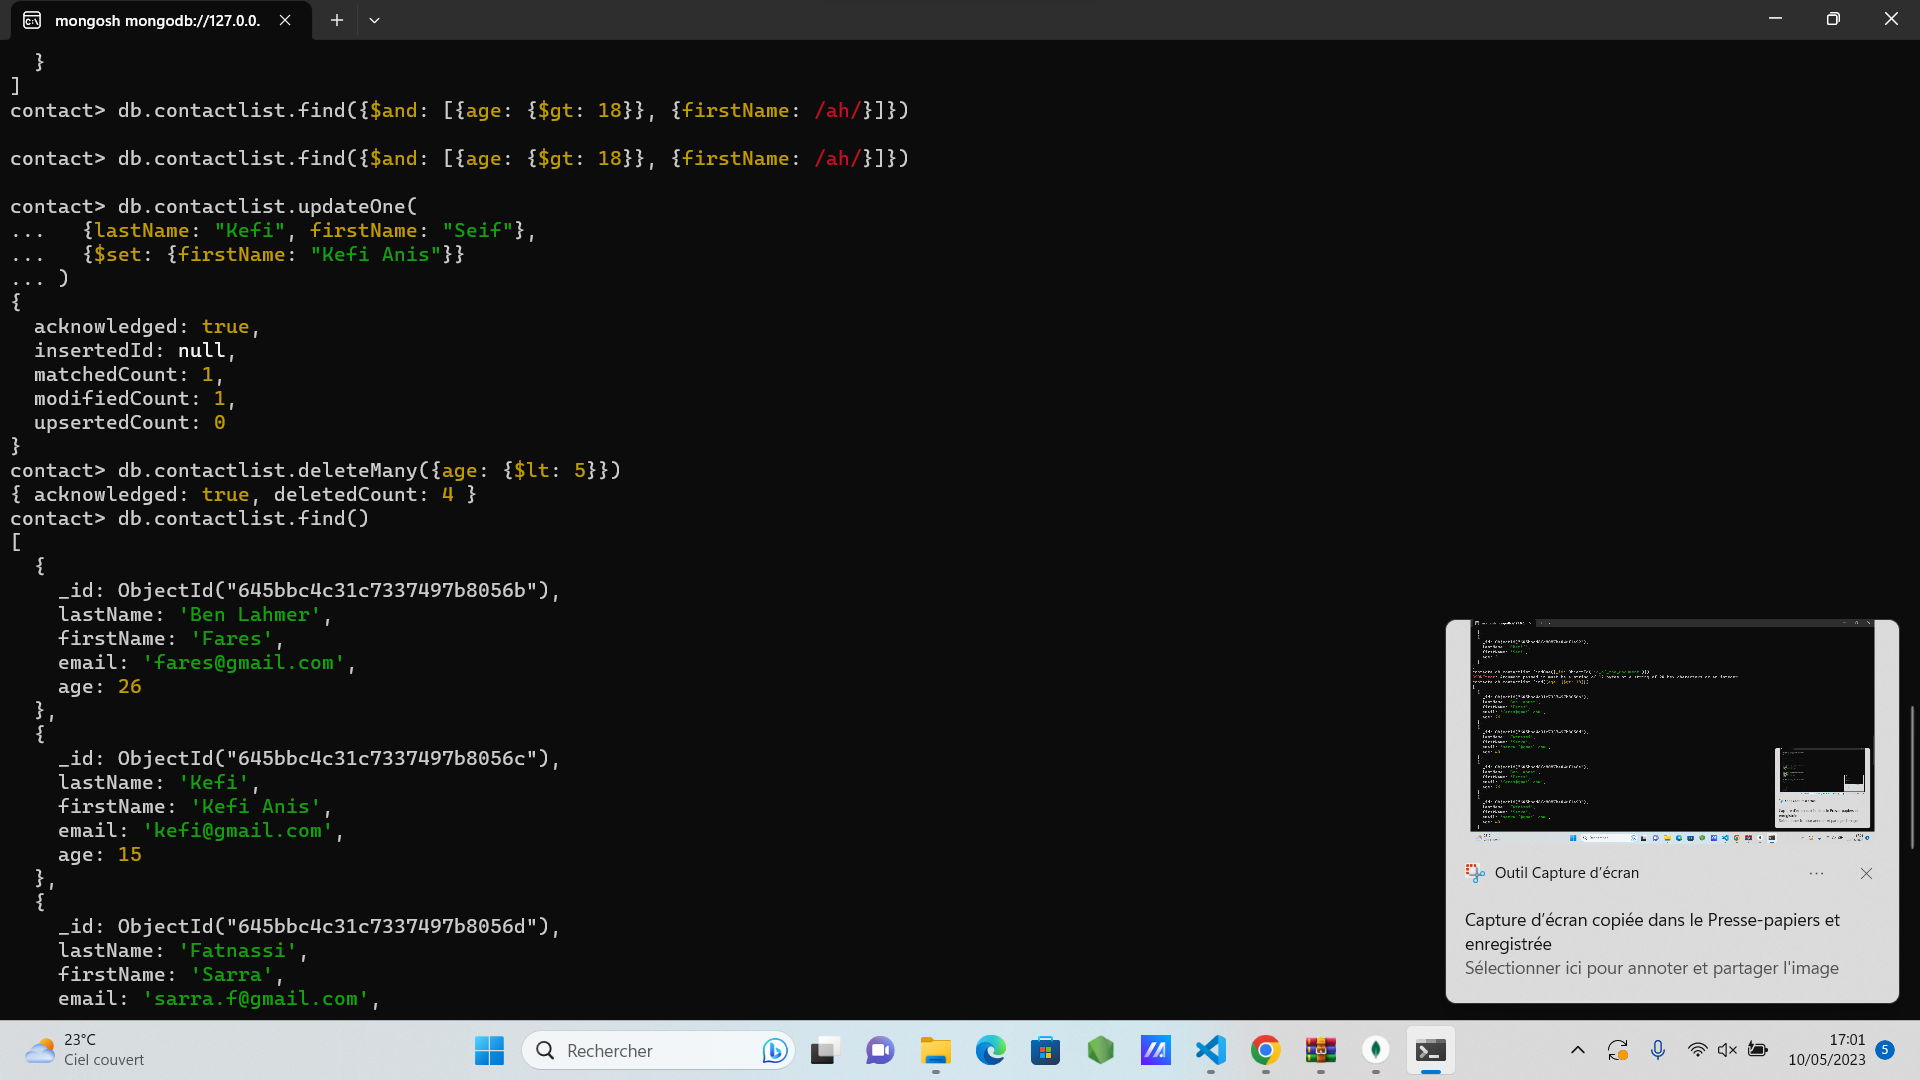 mongosh mongodb://127.0.0.
  }
]
contact> db.contactlist.find({$and: [{age: {$gt: 18}}, {firstName: /ah/}]})
contact> db.contactlist.find({$and: [{age: {$gt: 18}}, {firstName: /ah/}]})
contact> db.contactlist.updateOne(
...   {lastName: "Kefi", firstName: "Seif"},
...   {$set: {firstName: "Kefi Anis"}}
... )
{
  acknowledged: true,
  insertedId: null,
  matchedCount: 1,
  modifiedCount: 1,
  upsertedCount: 0
}
contact> db.contactlist.deleteMany({age: {$lt: 5}})
{ acknowledged: true, deletedCount: 4 }
contact> db.contactlist.find()
[
  {
    _id: ObjectId("645bbc4c31c7337497b8056b"),
    lastName: 'Ben Lahmer',
    firstName: 'Fares',
    email: 'fares@gmail.com',
    age: 26
  },
  {
    _id: ObjectId("645bbc4c31c7337497b8056c"),
    lastName: 'Kefi',
    firstName: 'Kefi Anis',
    email: 'kefi@gmail.com',
    age: 15
  },
  {
    _id: ObjectId("645bbc4c31c7337497b8056d"),
    lastName: 'Fatnassi',
    firstName: 'Sarra',
    email: 'sarra.f@gmail.com',
Outil Capture d'écran
Capture d'écran copiée dans le Presse-papiers et
enregistrée
Sélectionner ici pour annoter et partager l'image
23°C
Ciel couvert
Rechercher
17:01
10/05/2023
5